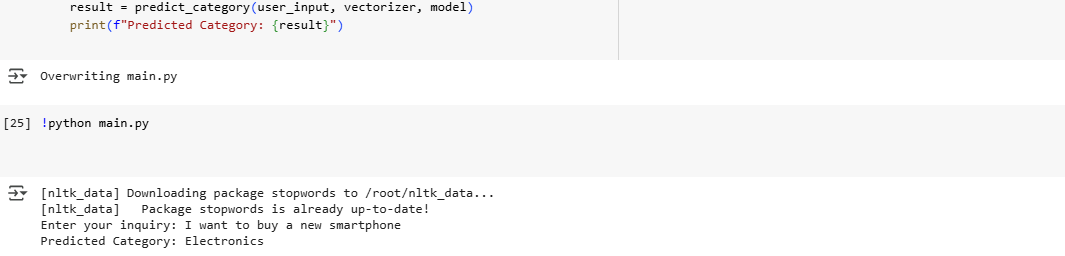 result = predict_category(user_input, vectorizer, model)
print(f"Predicted Category: {result}")
Overwriting main.py
[25] !python main.py
[nltk_data] Downloading package stopwords to /root/nltk_data...
[nltk_data]   Package stopwords is already up-to-date!
Enter your inquiry: I want to buy a new smartphone
Predicted Category: Electronics